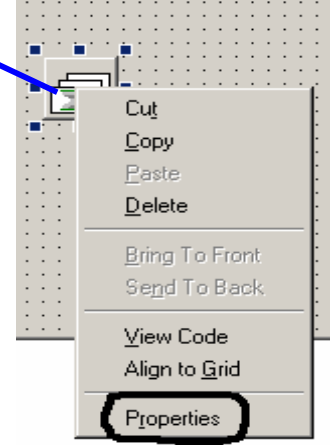 Cut
Copy
Paste
Delete
Bring To Front
Send To Back
View Code
Align to Grid
Properties